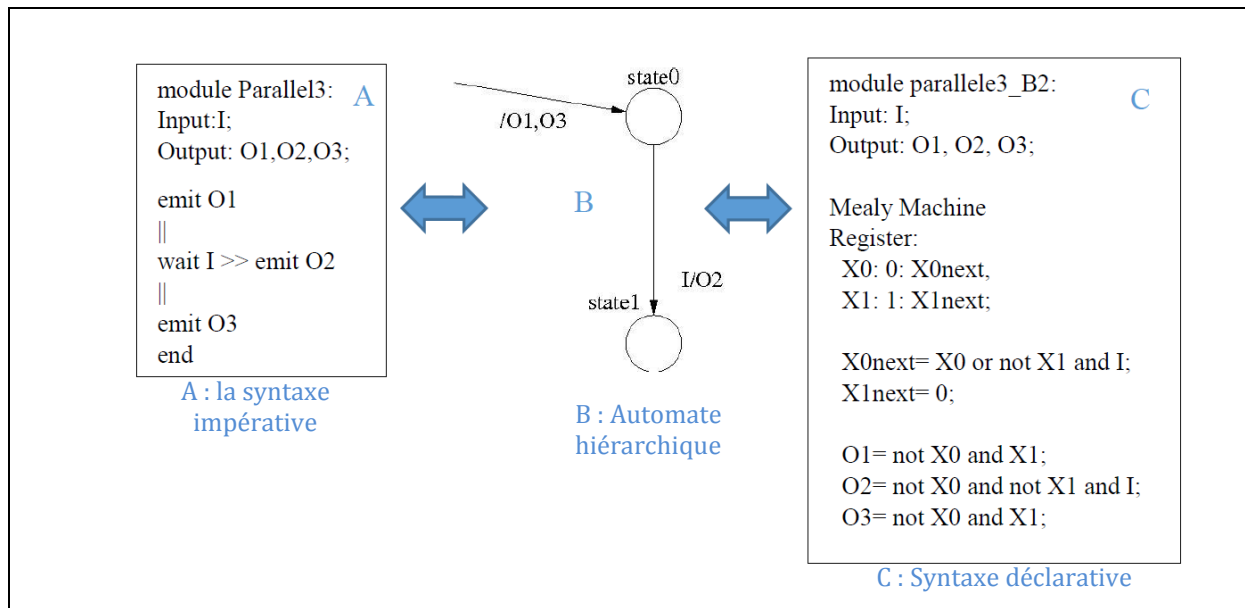 module Parallel3:
A
Input:I;
Output: O1,O2,O3;
emit O1
||
wait I >> emit O2
||
emit O3
end
A : la syntaxe
impérative
state0
/O1,O3
B
I/O2
state1
B : Automate
hiérarchique
module parallele3_B2:
C
Input: I;
Output: O1, O2, O3;
Mealy Machine
Register:
X0: 0: X0next,
X1: 1: X1next;
X0next= X0 or not X1 and I;
X1next= 0;
O1= not X0 and X1;
O2= not X0 and not X1 and I;
O3= not X0 and X1;
C : Syntaxe déclarative